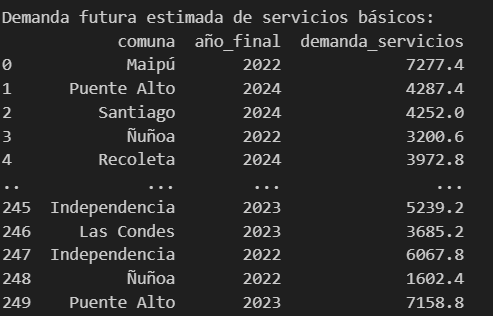 Demanda futura estimada de servicios básicos:
comuna año_final demanda_servicios
0 Maipú 2022 7277.4
1 Puente Alto 2024 4287.4
2 Santiago 2024 4252.0
3 Ñuñoa 2022 3200.6
4 Recoleta 2024 3972.8
.. ... ... ...
245 Independencia 2023 5239.2
246 Las Condes 2023 3685.2
247 Independencia 2022 6067.8
248 Ñuñoa 2022 1602.4
249 Puente Alto 2023 7158.8